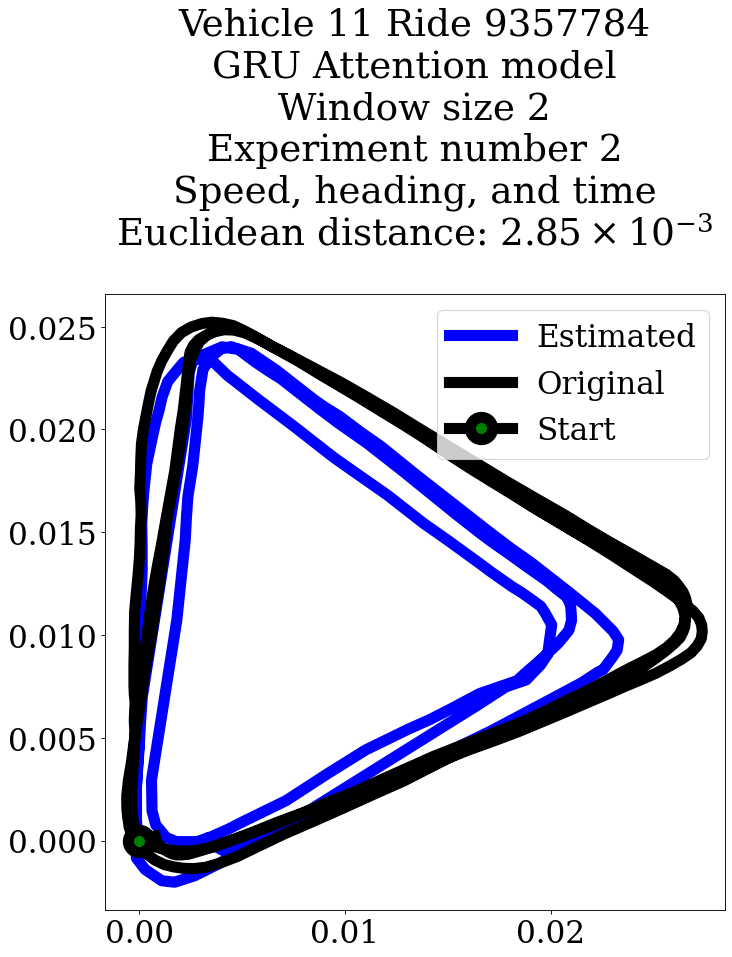 Vehicle 11 Ride 9357784
GRU Attention model
Window size 2
Experiment number 2
Speed, heading, and time
Euclidean distance: 2.85 × 10⁻³
Estimated
Original
Start
0.025
0.020
0.015
0.010
0.005
0.000
0.00 0.01 0.02